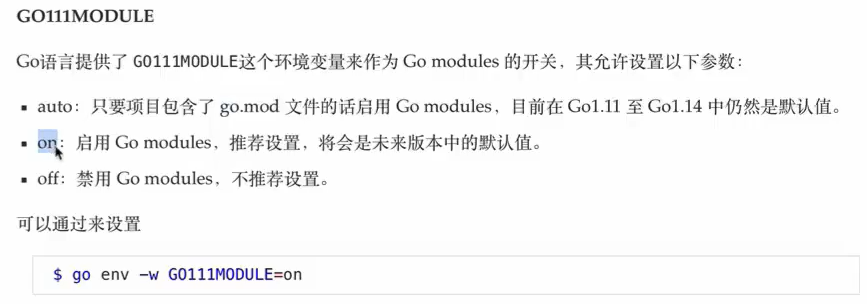 GO111MODULE
Go语言提供了 GO111MODULE这个环境变量来作为 Go modules 的开关，其允许设置以下参数：
▪ auto：只要项目包含了 go.mod 文件的话启用 Go modules，目前在 Go1.11 至 Go1.14 中仍然是默认值。
▪ on：启用 Go modules，推荐设置，将会是未来版本中的默认值。
▪ off：禁用 Go modules，不推荐设置。
可以通过来设置
$ go env -w GO111MODULE=on